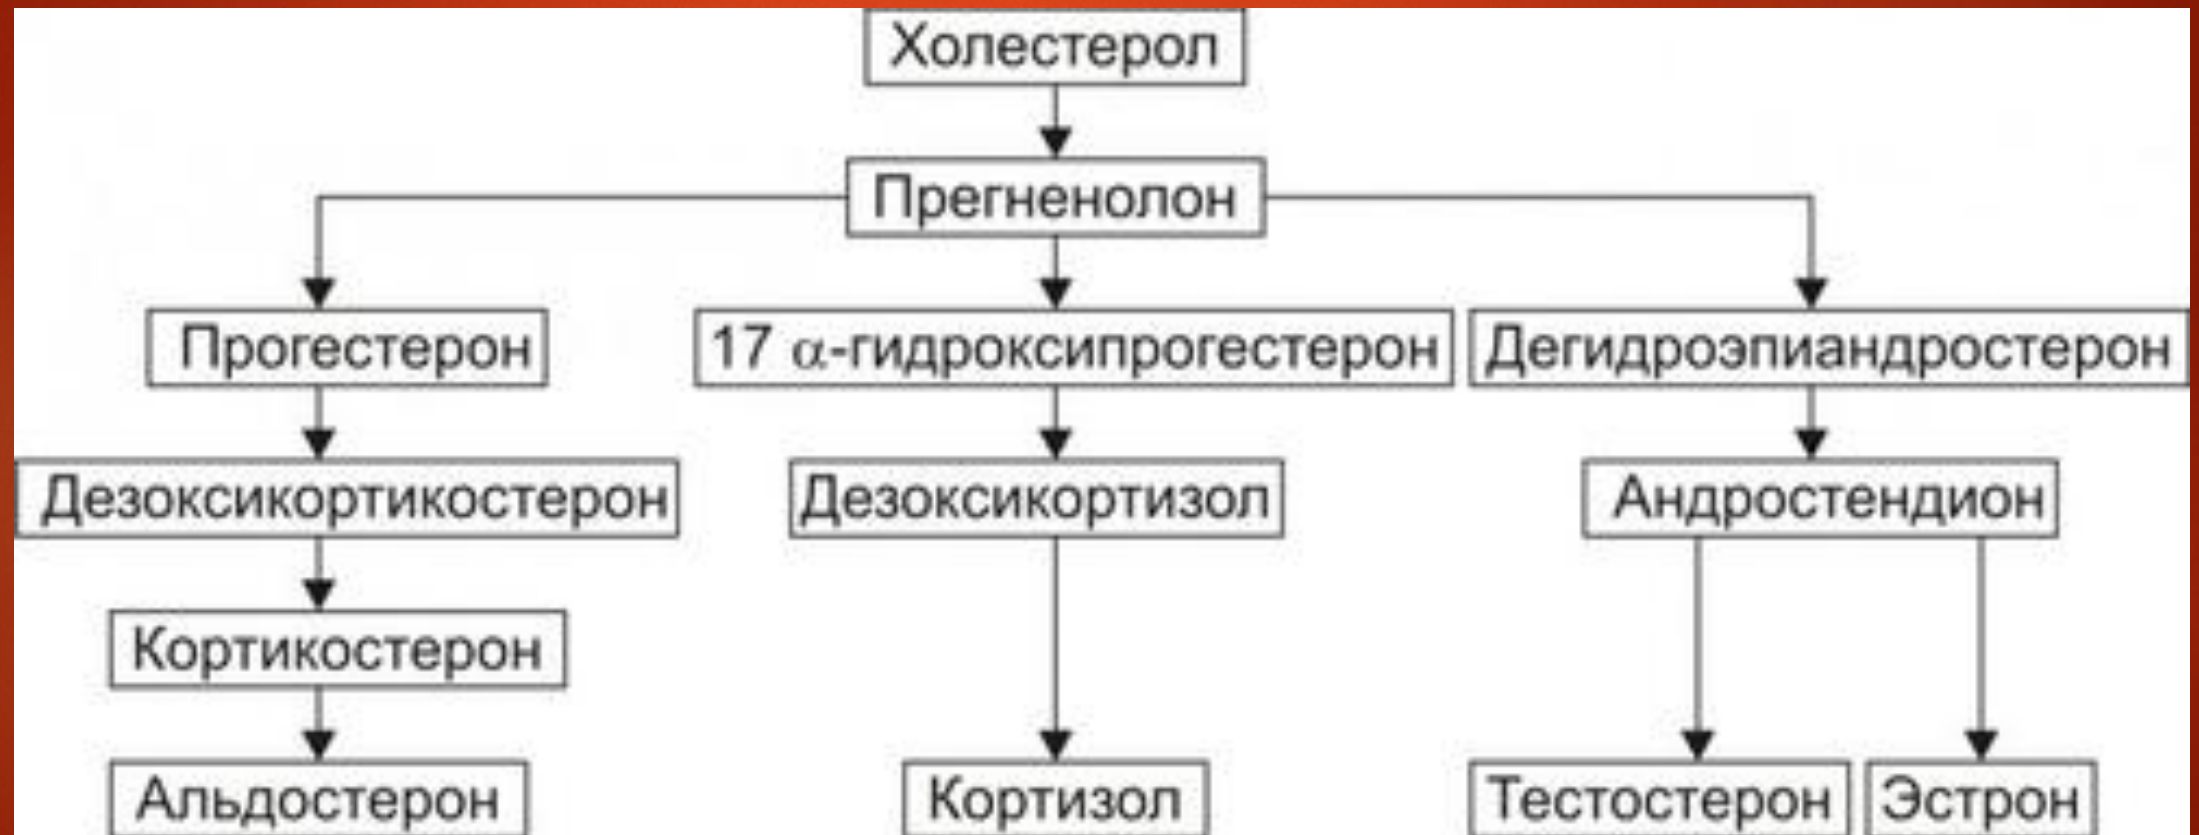 Холестерол
Прегненолон
Прогестерон
17 α-гидроксипрогестерон
Дегидроэпиандростерон
Дезоксикортикостерон
Дезоксикортизол
Андростендион
Кортикостерон
Альдостерон
Кортизол
Тестостерон
Эстрон